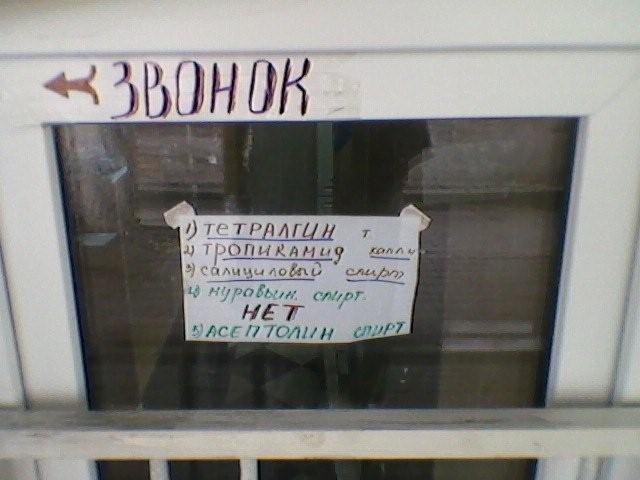 ЗВОНОК
1) ТЕТРАЛГИН т.
2) ТРОПИКАМИД капли
3) САЛИЦИЛОВЫЙ спирт
4) муравьин. спирт.
НЕТ
5) АСЕПТОЛИН СПИРТ